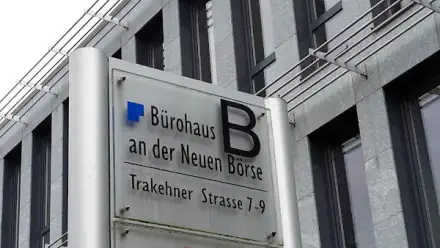 Bürohaus B
an der Neuen Börse
Trakehner Strasse 7-9